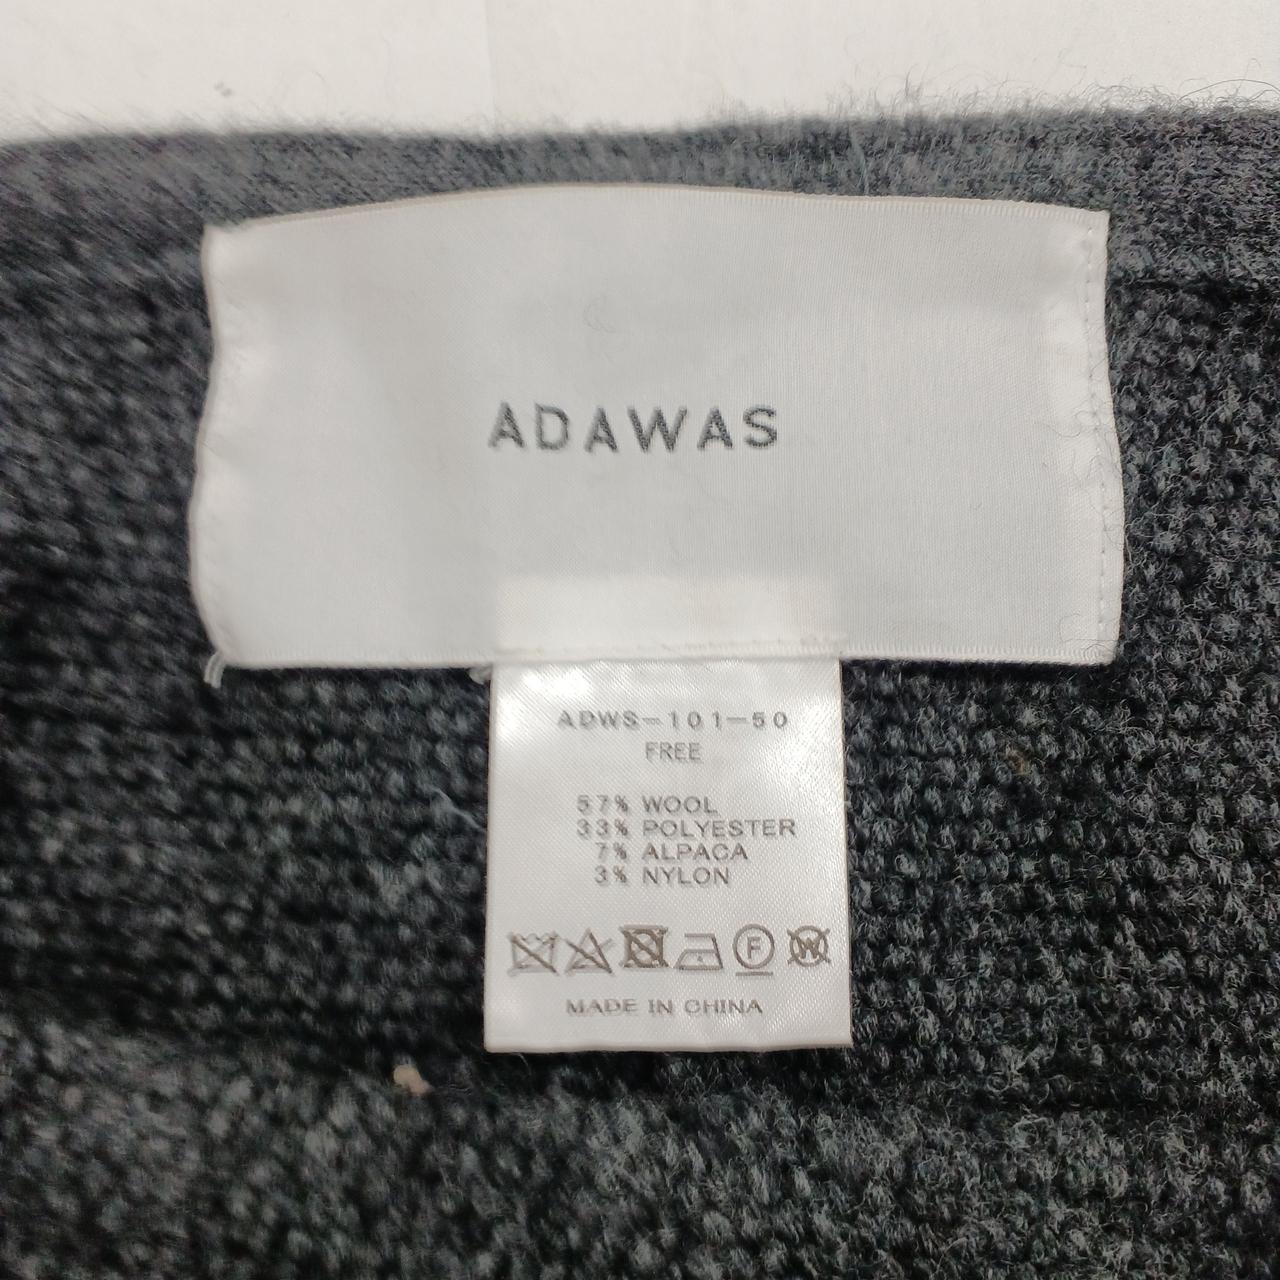 ADAWAS
ADWS-101-50
FREE
57% WOOL
33% POLYESTER
7% ALPACA
3% NYLON
F W
MADE IN CHINA